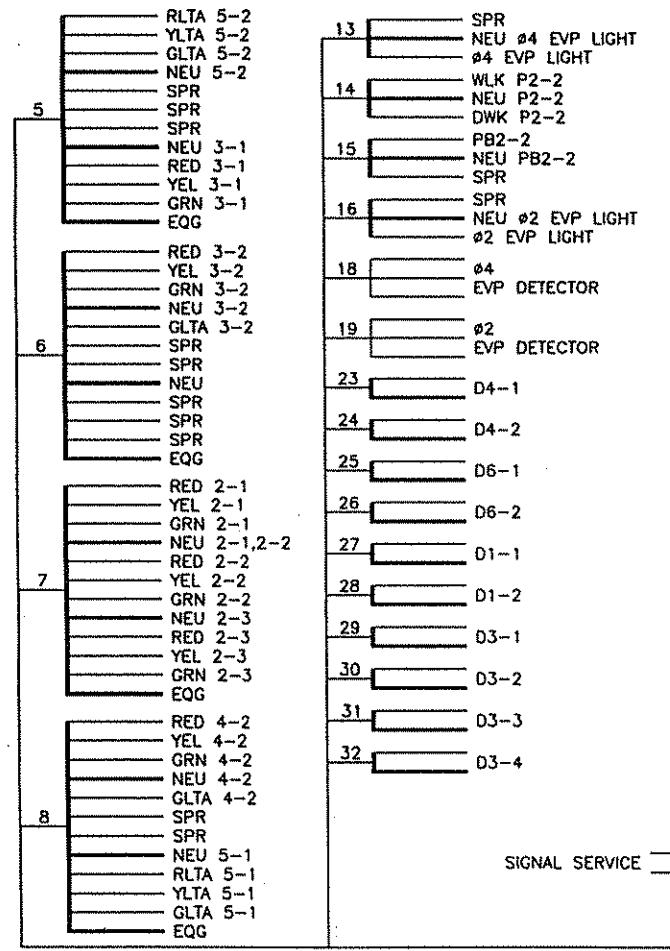 5
RLTA 5-2
YLTA 5-2
GLTA 5-2
NEU 5-2
SPR
SPR
SPR
NEU 3-1
RED 3-1
YEL 3-1
GRN 3-1
EQG
6
RED 3-2
YEL 3-2
GRN 3-2
NEU 3-2
GLTA 3-2
SPR
SPR
NEU
SPR
SPR
SPR
EQG
7
RED 2-1
YEL 2-1
GRN 2-1
NEU 2-1,2-2
RED 2-2
YEL 2-2
GRN 2-2
NEU 2-3
RED 2-3
YEL 2-3
GRN 2-3
EQG
8
RED 4-2
YEL 4-2
GRN 4-2
NEU 4-2
GLTA 4-2
SPR
SPR
NEU 5-1
RLTA 5-1
YLTA 5-1
GLTA 5-1
EQG
13
SPR
NEU ø4 EVP LIGHT
ø4 EVP LIGHT
14
WLK P2-2
NEU P2-2
DWK P2-2
15
PB2-2
NEU PB2-2
SPR
16
SPR
NEU ø2 EVP LIGHT
ø2 EVP LIGHT
18
ø4
EVP DETECTOR
19
ø2
EVP DETECTOR
23 D4-1
24 D4-2
25 D6-1
26 D6-2
27 D1-1
28 D1-2
29 D3-1
30 D3-2
31 D3-3
32 D3-4
SIGNAL SERVICE